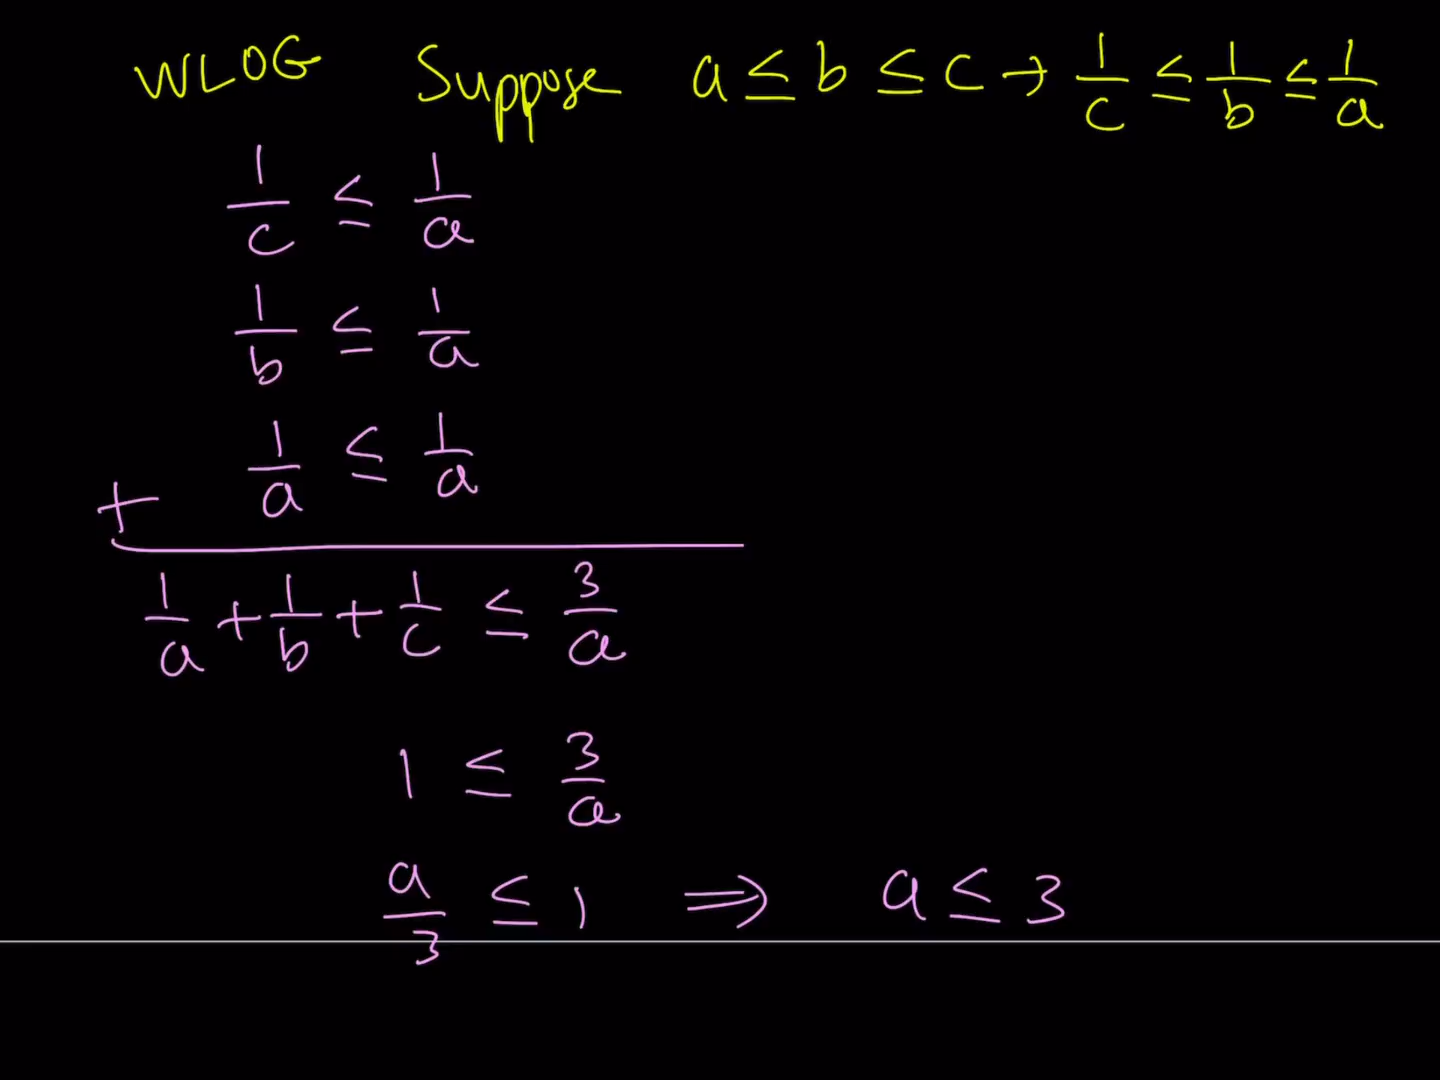 WLOG Suppose a ≤ b ≤ c → 1/c ≤ 1/b ≤ 1/a
1/c ≤ 1/a
1/b ≤ 1/a
+ 1/a ≤ 1/a
1/a + 1/b + 1/c ≤ 3/a
1 ≤ 3/a
a/3 ≤ 1 ⇒ a ≤ 3